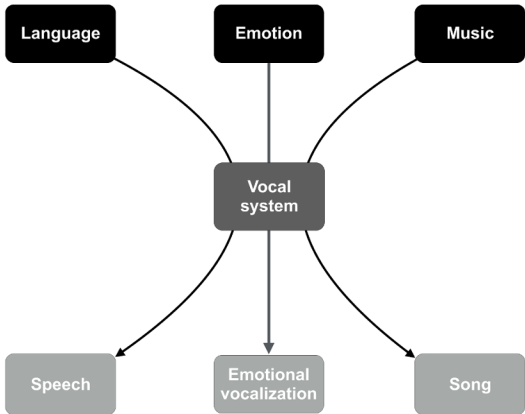 Language
Emotion
Music
Vocal
system
Speech
Emotional
vocalization
Song